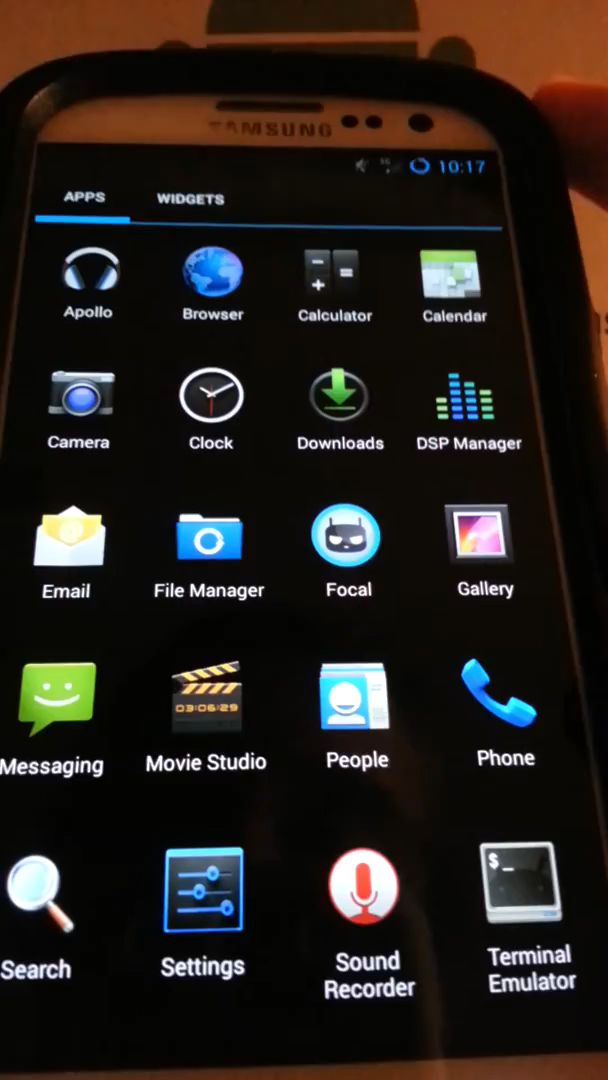 SAMSUNG
10:17
APPS WIDGETS
Apollo Browser Calculator Calendar
Camera Clock Downloads DSP Manager
Email File Manager Focal Gallery
03:06:29
Messaging Movie Studio People Phone
$_
Search Settings Sound Recorder Terminal Emulator